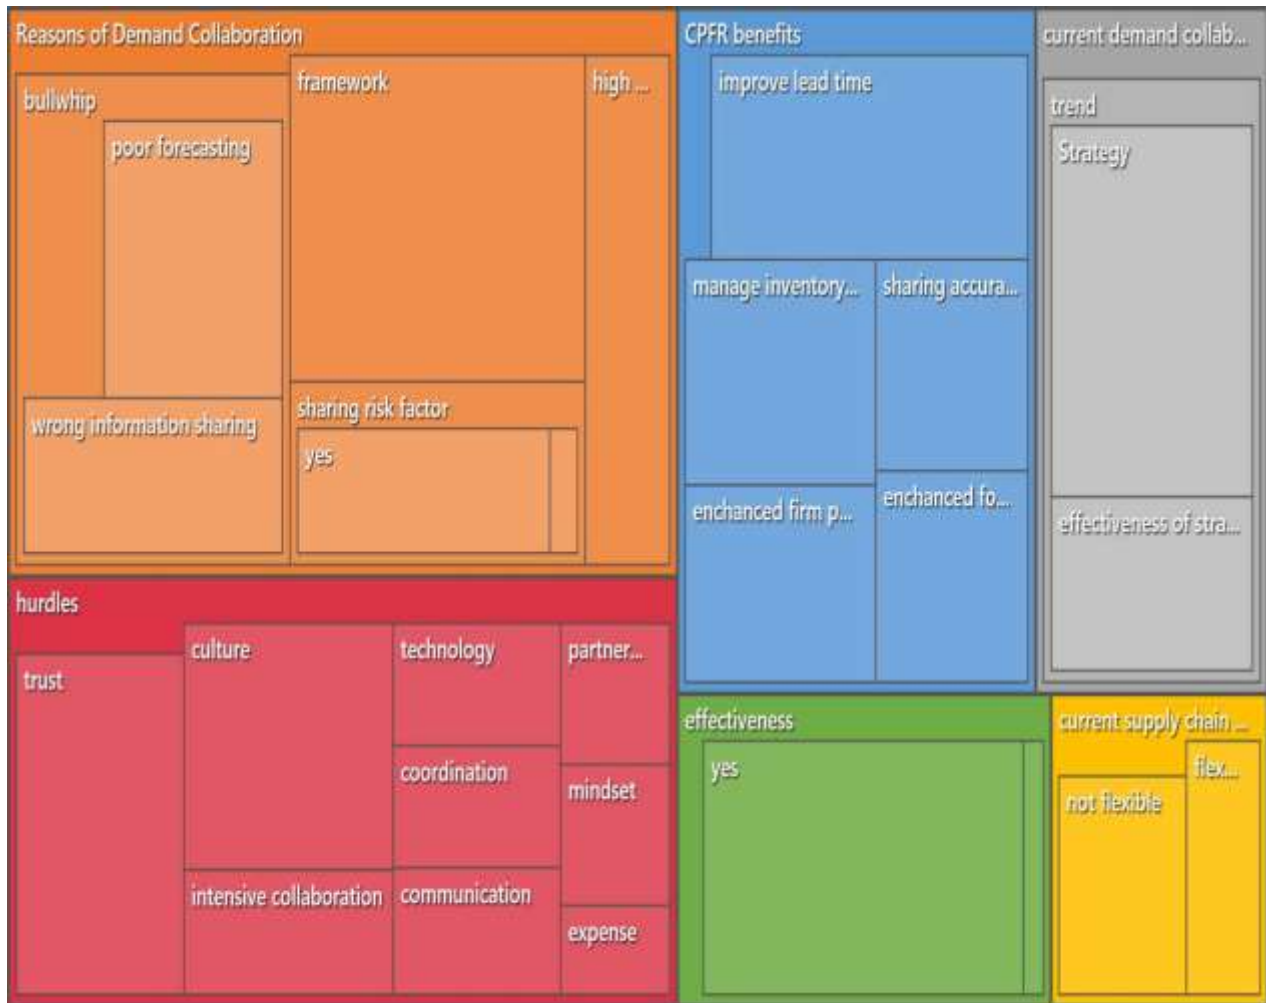 Reasons of Demand Collaboration
bullwhip
poor forecasting
wrong information sharing
framework
high ...
sharing risk factor
yes
CPFR benefits
improve lead time
manage inventory...
sharing accura...
enchanced firm p...
enchanced fo,...
current demand collab...
trend
Strategy
effectiveness of stra...
hurdles
trust
culture
intensive collaboration
technology
coordination
communication
partner...
mindset
expense
effectiveness
yes
current supply chain ...
not flexible
flex...